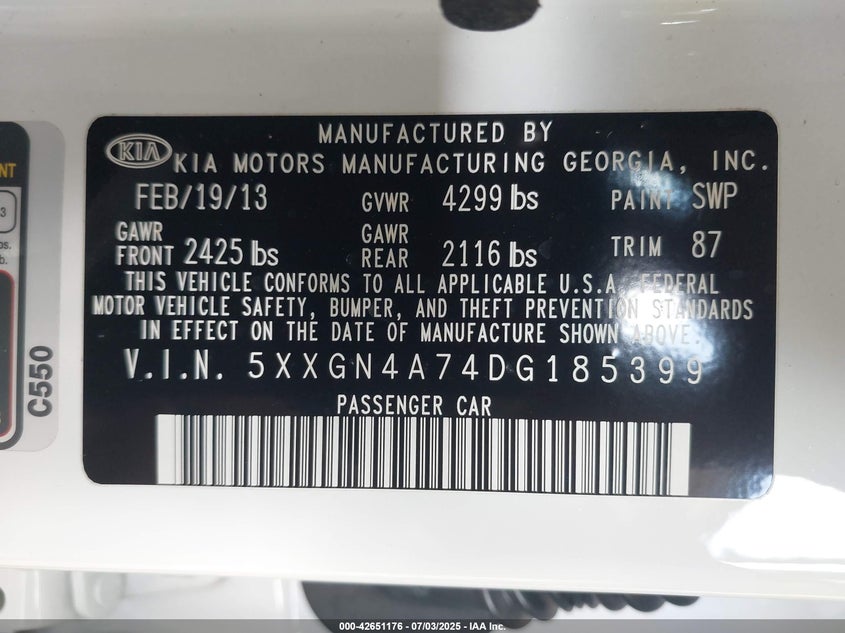 MANUFACTURED BY
KIA KIA MOTORS MANUFACTURING GEORGIA, INC.
FEB/19/13 GVWR 4299 lbs PAINT SWP
GAWR FRONT 2425 lbs GAWR REAR 2116 lbs TRIM 87
THIS VEHICLE CONFORMS TO ALL APPLICABLE U.S.A. FEDERAL
MOTOR VEHICLE SAFETY, BUMPER, AND THEFT PREVENTION STANDARDS
IN EFFECT ON THE DATE OF MANUFACTURE SHOWN ABOVE.
V.I.N. 5XXGN4A74DG185399
PASSENGER CAR
NT
3
os.
b.
C550
000-42651176 - 07/03/2025 - IAA Inc.